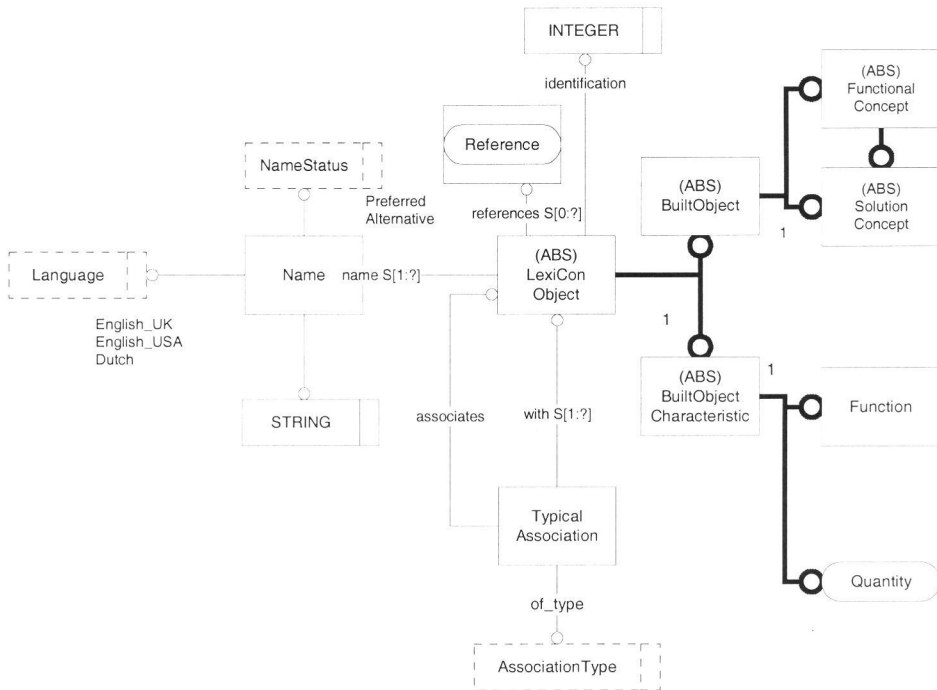 INTEGER
identification
(ABS)
Functional
Concept
Reference
NameStatus
(ABS)
BuiltObject
(ABS)
Solution
Concept
Preferred
Alternative
references S[0:?]
1
Language
Name
name S[1:?]
(ABS)
LexiCon
Object
English_UK
English_USA
Dutch
1
1
(ABS)
BuiltObject
Characteristic
STRING
associates
with S[1:?]
Function
Typical
Association
Quantity
of_type
AssociationType